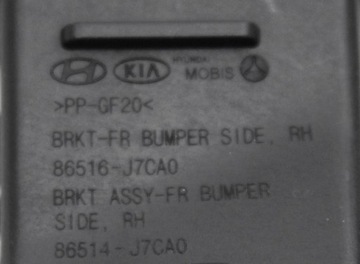 KIA HYUNDAI MOBIS
>PP-GF20<
BRKT-FR BUMPER SIDE, RH
86516-J7CA0
BRKT ASSY-FR BUMPER
SIDE, RH
86514-J7CA0